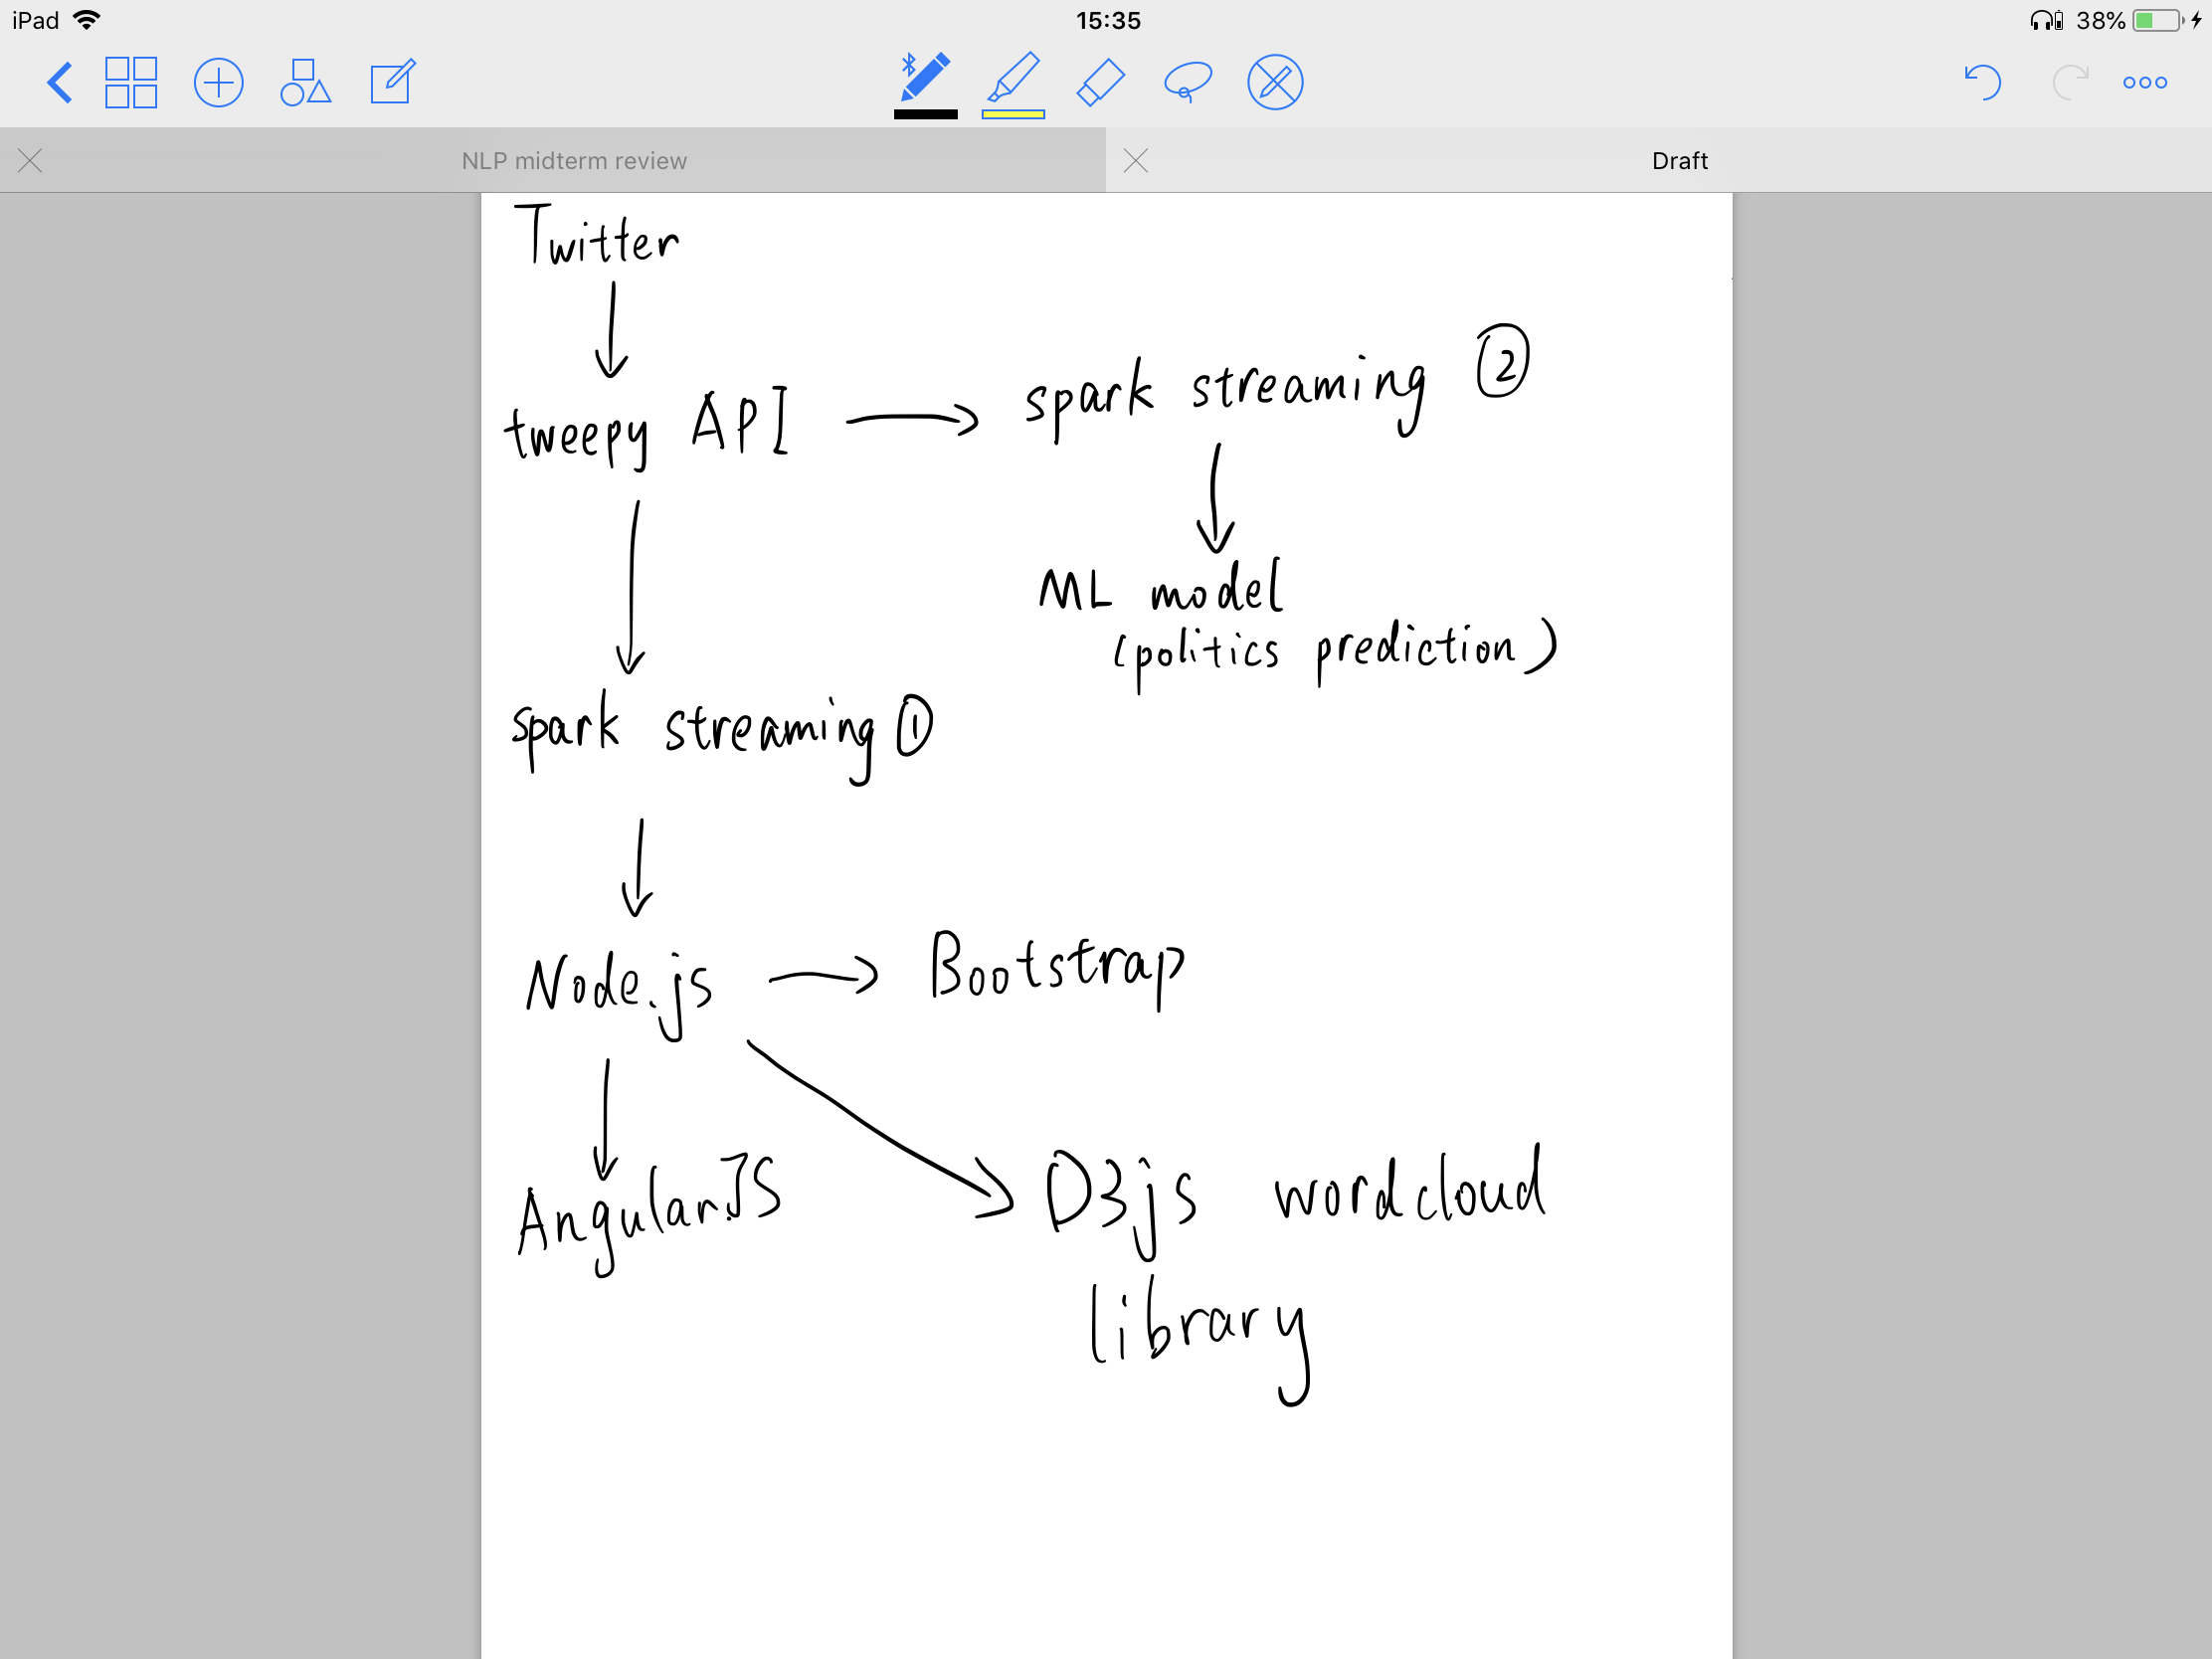 iPad
15:35
38%
NLP midterm review
Draft
Twitter
tweepy API
spark streaming ②
ML model
(politics prediction)
spark streaming ①
Node.js
Bootstrap
AngularJS
D3js wordcloud
library